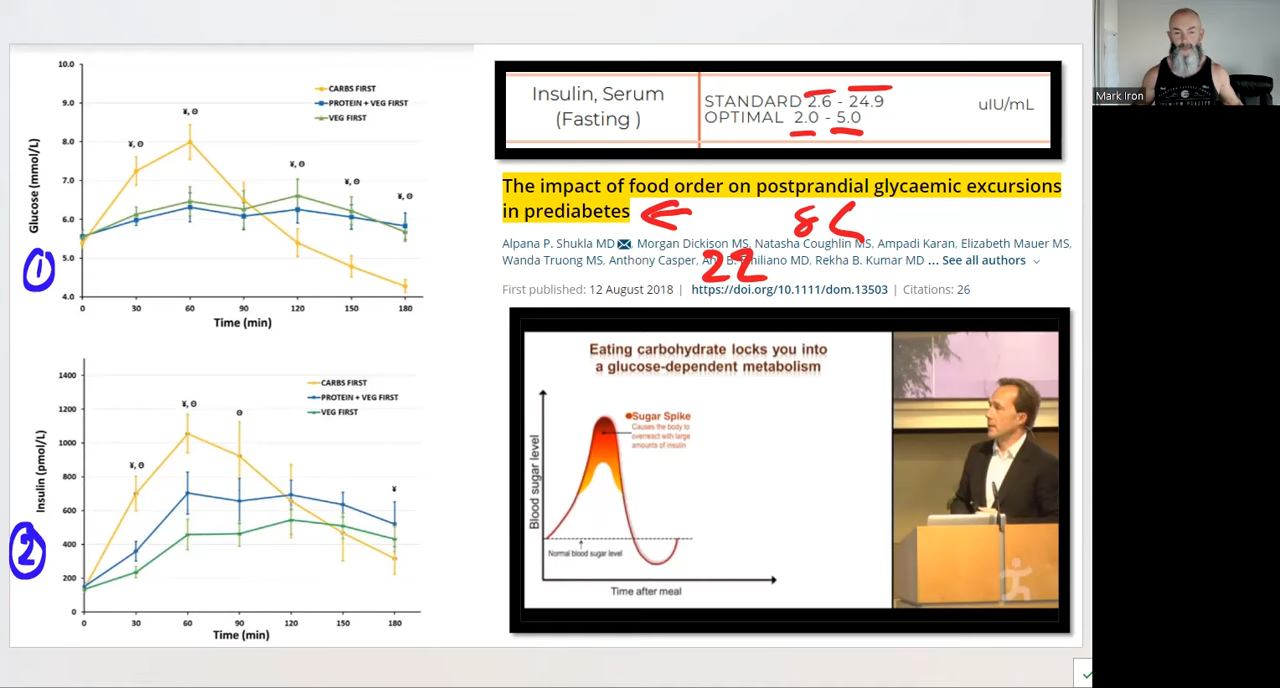 10.0
9.0
8.0
7.0
6.0
5.0
4.0
Glucose (mmol/L)
CARBS FIRST
PROTEIN + VEG FIRST
VEG FIRST
¥, Θ
¥, Θ
¥, Θ
¥, Θ
¥, Θ
0 30 60 90 120 150 180
Time (min)
1
1400
1200
1000
800
600
400
200
0
Insulin (pmol/L)
CARBS FIRST
PROTEIN + VEG FIRST
VEG FIRST
¥, Θ
¥, Θ
Θ
¥
0 30 60 90 120 150 180
Time (min)
2
Insulin, Serum
(Fasting )
STANDARD 2.6 - 24.9
OPTIMAL 2.0 - 5.0
uIU/mL
The impact of food order on postprandial glycaemic excursions
in prediabetes
Alpana P. Shukla MD, Morgan Dickison MS, Natasha Coughlin MS, Ampadi Karan, Elizabeth Mauer MS,
Wanda Truong MS, Anthony Casper, B. Emiliano MD, Rekha B. Kumar MD ... See all authors
22
First published: 12 August 2018 | https://doi.org/10.1111/dom.13503 | Citations: 26
Eating carbohydrate locks you into
a glucose-dependent metabolism
Sugar Spike
Causes the body to
overreact with large
amounts of insulin
Blood sugar level
Normal blood sugar level
Time after meal
Mark Iron